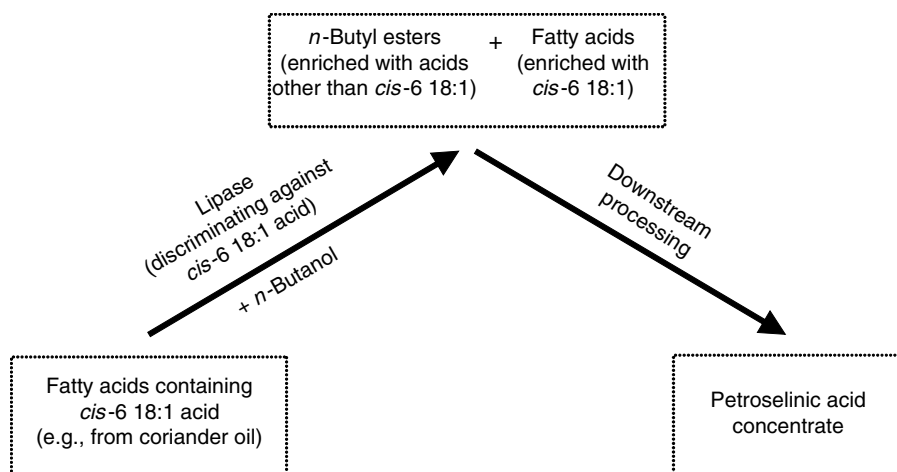 n-Butyl esters + Fatty acids
(enriched with acids (enriched with
other than cis-6 18:1) cis-6 18:1)
Lipase
(discriminating against
cis-6 18:1 acid)
+ n-Butanol
Downstream
processing
Fatty acids containing
cis-6 18:1 acid
(e.g., from coriander oil)
Petroselinic acid
concentrate